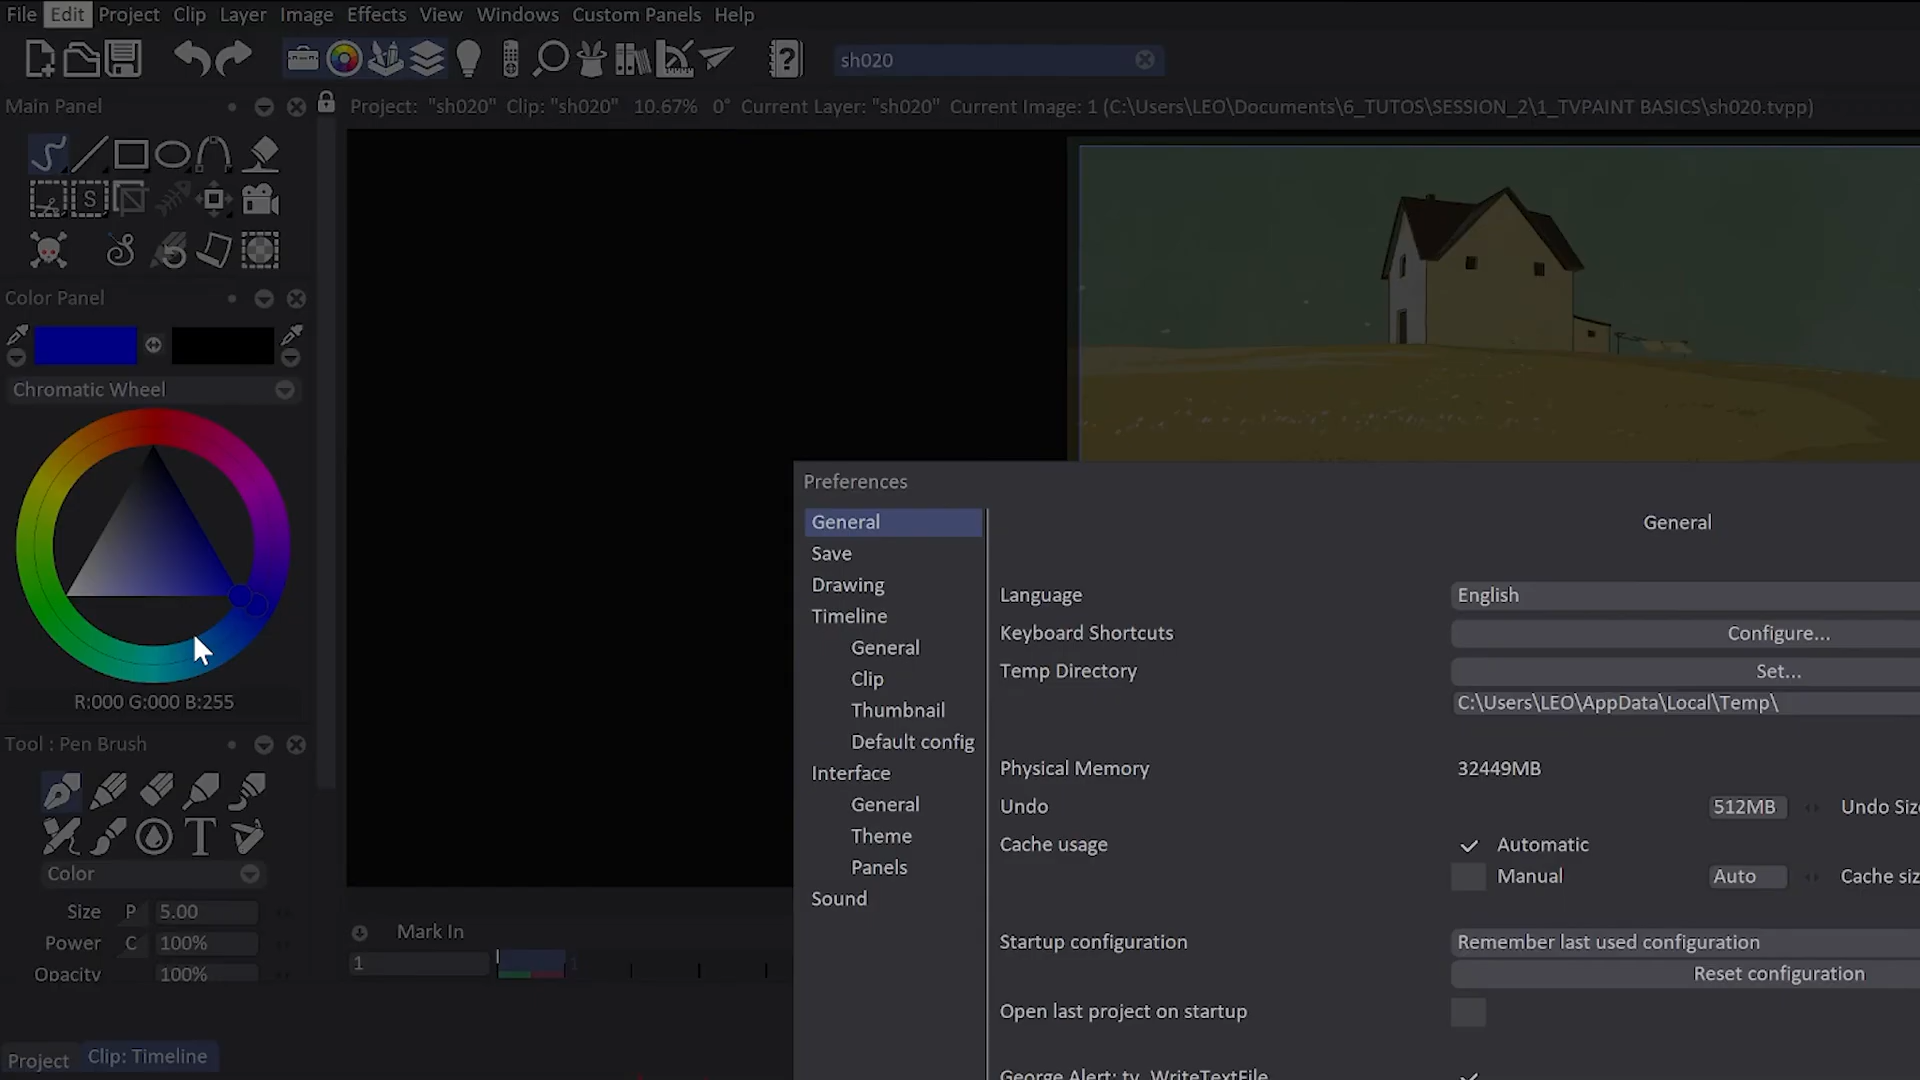 File Edit Project Clip Layer Image Effects View Windows Custom Panels Help
sh020
Main Panel
Project: "sh020" Clip: "sh020" 10.67% 0° Current Layer: "sh020" Current Image: 1 (C:\Users\LEO\Documents\6_TUTOS\SESSION_2\1_TVPAINT BASICS\sh020.tvpp)
S
Color Panel
Chromatic Wheel
R:000 G:000 B:255
Tool : Pen Brush
T
Color
Size P 5.00
Power C 100%
Opacity 100%
Mark In
1
1
Project Clip: Timeline
Preferences
General
Save
Drawing
Timeline
General
Clip
Thumbnail
Default config
Interface
General
Theme
Panels
Sound
General
Language English
Keyboard Shortcuts Configure...
Temp Directory Set...
C:\Users\LEO\AppData\Local\Temp\
Physical Memory 32449MB
Undo 512MB Undo Size
Cache usage Automatic
Manual Auto Cache siz
Startup configuration Remember last used configuration
Reset configuration
Open last project on startup
George Alert: tv_WriteTextFile